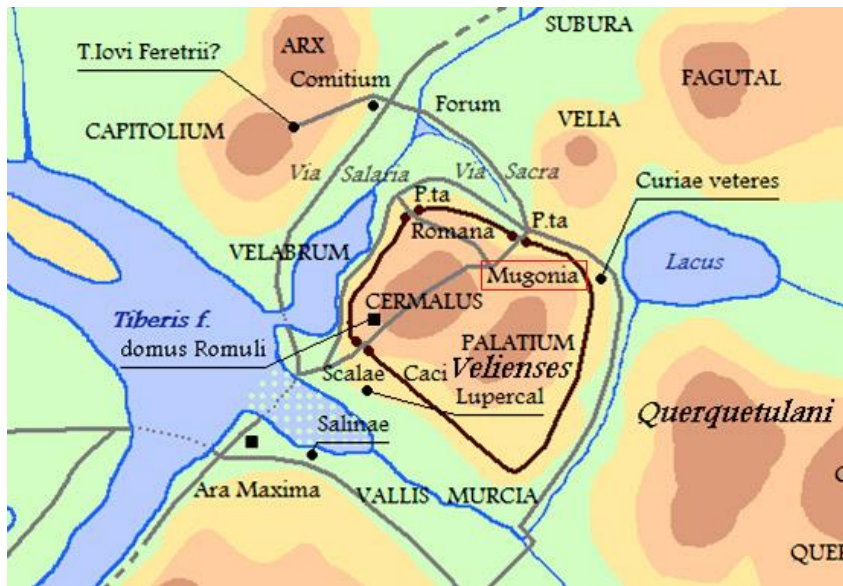 SUBURA
ARX
T.Iovi Feretrii?
Comitium
FAGUTAL
Forum
CAPITOLIUM
VELIA
Via Salaria
Via Sacra
Curiae veteres
P.ta
Romana
P.ta
VELABRUM
Lacus
Mugonia
CERMALUS
Tiberis f.
domus Romuli
PALATIUM
Velienses
Scalae Caci
Lupercal
Querquetulani
Salinae
Ara Maxima
VALLIS MURCIA
QUER